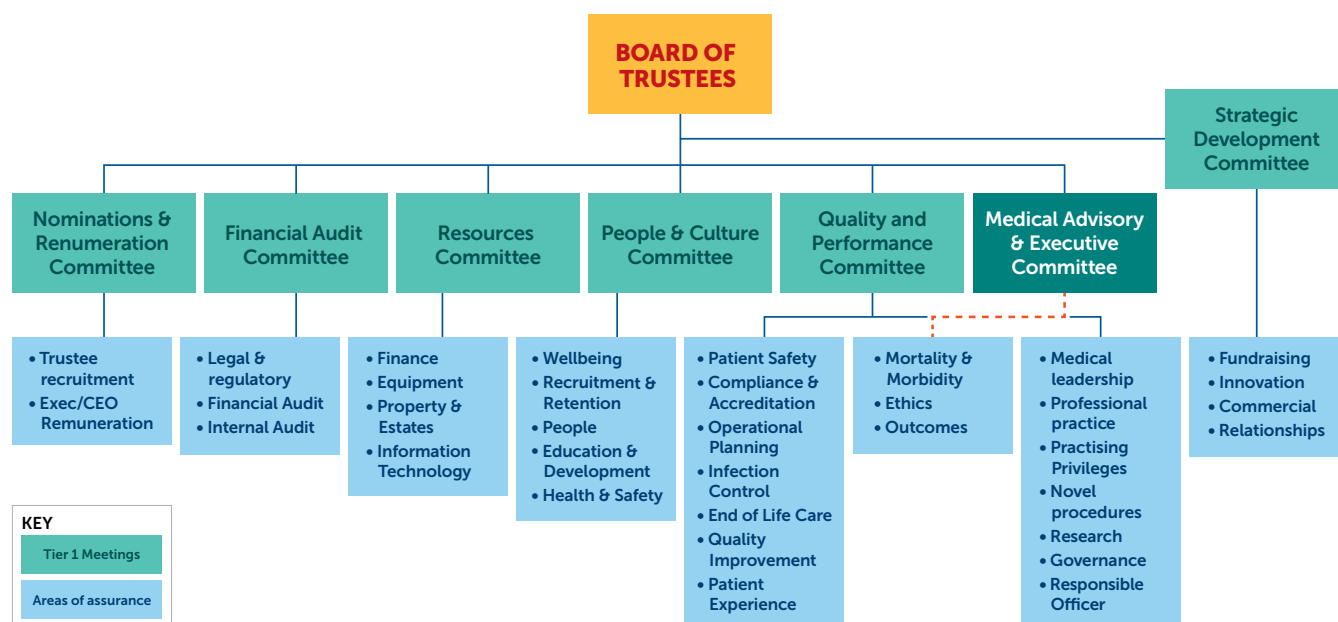 BOARD OF
TRUSTEES
Strategic
Development
Committee
Nominations &
Renumeration
Committee
Financial Audit
Committee
Resources
Committee
People & Culture
Committee
Quality and
Performance
Committee
Medical Advisory
& Executive
Committee
• Trustee
recruitment
• Exec/CEO
Remuneration
• Legal &
regulatory
• Financial Audit
• Internal Audit
• Finance
• Equipment
• Property &
Estates
• Information
Technology
• Wellbeing
• Recruitment &
Retention
• People
• Education &
Development
• Health & Safety
• Patient Safety
• Compliance &
Accreditation
• Operational
Planning
• Infection
Control
• End of Life Care
• Quality
Improvement
• Patient
Experience
• Mortality &
Morbidity
• Ethics
• Outcomes
• Medical
leadership
• Professional
practice
• Practising
Privileges
• Novel
procedures
• Research
• Governance
• Responsible
Officer
• Fundraising
• Innovation
• Commercial
• Relationships
KEY
Tier 1 Meetings
Areas of assurance